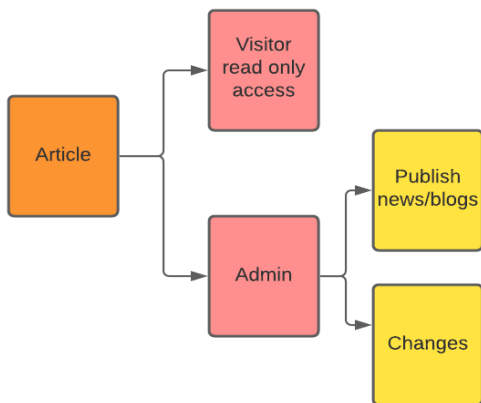 Article
Visitor
read only
access
Admin
Publish
news/blogs
Changes